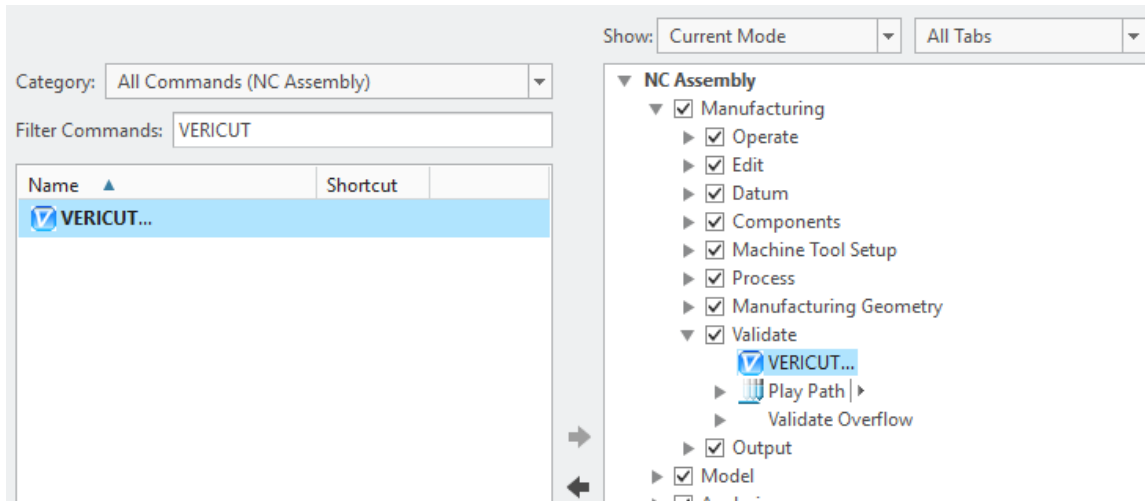 Show: Current Mode All Tabs
Category: All Commands (NC Assembly)
Filter Commands: VERICUT
Name Shortcut
VERICUT...
NC Assembly
Manufacturing
Operate
Edit
Datum
Components
Machine Tool Setup
Process
Manufacturing Geometry
Validate
VERICUT...
Play Path
Validate Overflow
Output
Model